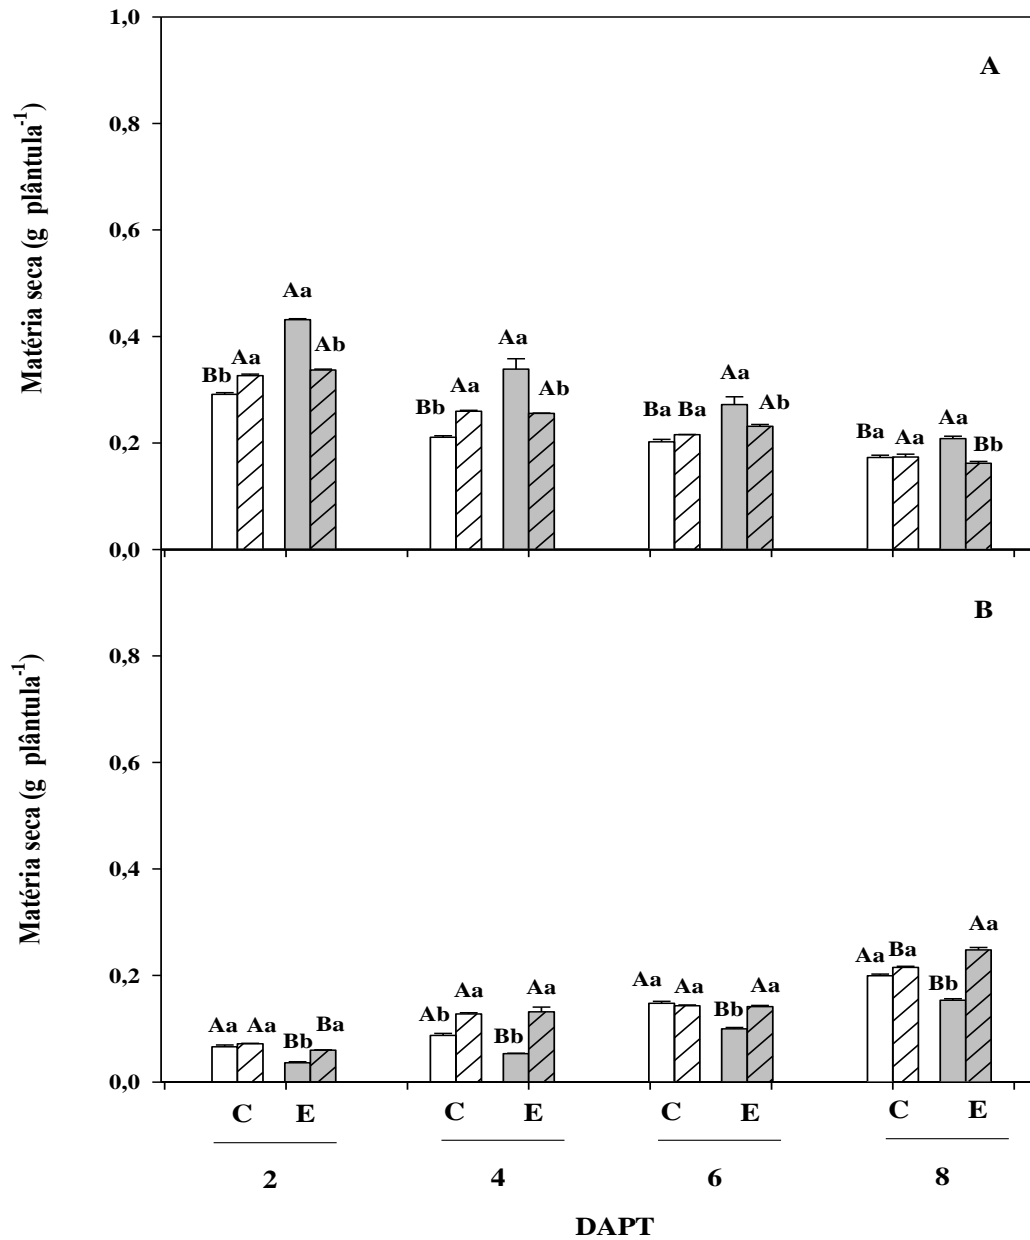 1,0
A
0,8
0,6
0,4
0,2
0,0
Matéria seca (g plântula-1)
Bb Aa Aa Ab
Bb Aa Aa Ab
Ba Ba Aa Ab
Ba Aa Aa Bb
B
0,8
0,6
0,4
0,2
0,0
Matéria seca (g plântula-1)
Aa Aa Bb Ba
Ab Aa Bb Aa
Aa Aa Bb Aa
Aa Ba Bb Aa
C E C E C E C E
2 4 6 8
DAPT